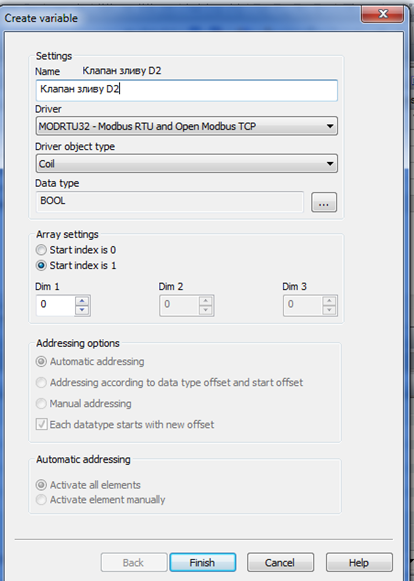 Create variable
Settings
Name Клапан зливу D2
Клапан зливу D2
Driver
MODRTU32 - Modbus RTU and Open Modbus TCP
Driver object type
Coil
Data type
BOOL ...
Array settings
Start index is 0
Start index is 1
Dim 1 Dim 2 Dim 3
0 0 0
Addressing options
Automatic addressing
Addressing according to data type offset and start offset
Manual addressing
Each datatype starts with new offset
Automatic addressing
Activate all elements
Activate element manually
Back Finish Cancel Help